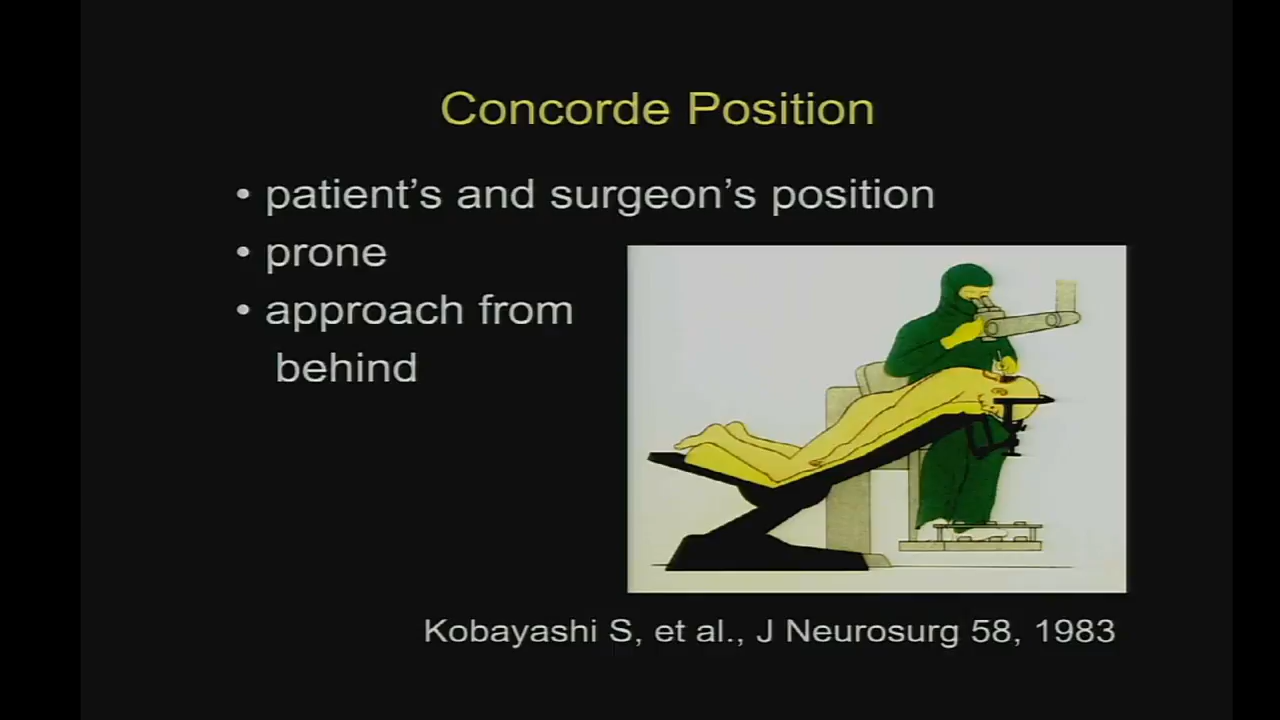 Concorde Position
• patient’s and surgeon’s position
• prone
• approach from
behind
Kobayashi S, et al., J Neurosurg 58, 1983